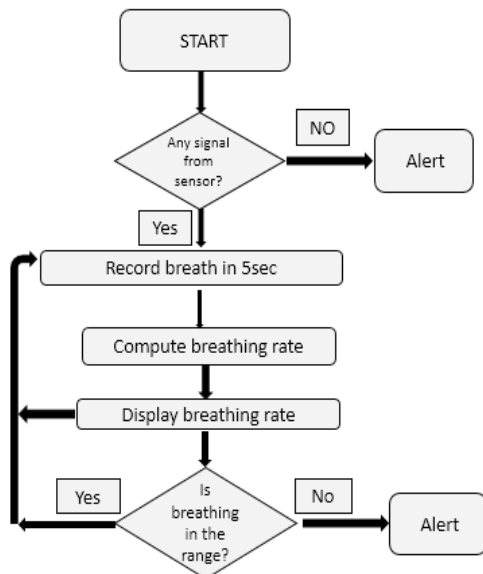 START
NO
Any signal
from
sensor?
Alert
Yes
Record breath in 5sec
Compute breathing rate
Display breathing rate
Yes
Is
breathing
in the
range?
No
Alert